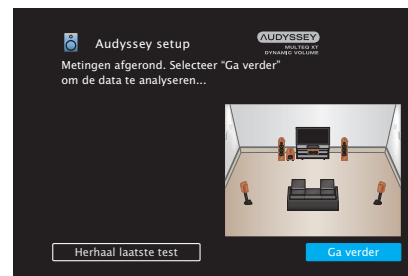 Audyssey setup
AUDYSSEY
MULTEQ XT
DYNAMIC VOLUME
Metingen afgerond. Selecteer “Ga verder”
om de data te analyseren...
Herhaal laatste test
Ga verder